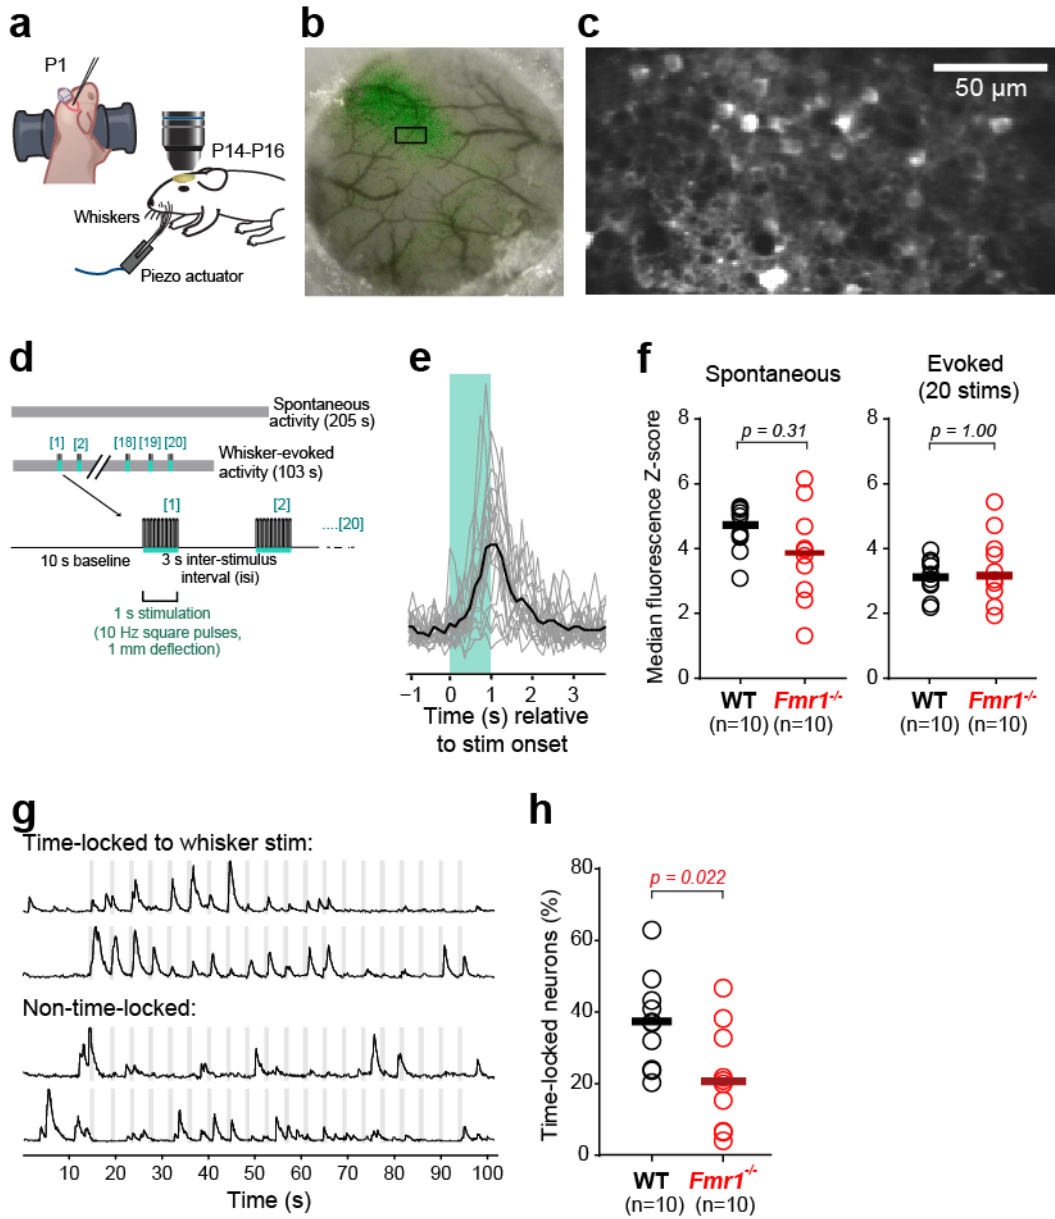 a
P1
P14-P16
Whiskers
Piezo actuator
b
c
50 µm
d
Spontaneous
activity (205 s)
[1] [2] [18] [19] [20]
Whisker-evoked
activity (103 s)
[1] [2]
....[20]
10 s baseline
3 s inter-stimulus
interval (isi)
1 s stimulation
(10 Hz square pulses,
1 mm deflection)
e
−1 0 1 2 3
Time (s) relative
to stim onset
f
Spontaneous
Evoked
(20 stims)
Median fluorescence Z-score
8
6
4
2
0
p = 0.31
WT Fmr1-/-
(n=10) (n=10)
8
6
4
2
0
p = 1.00
WT Fmr1-/-
(n=10) (n=10)
g
Time-locked to whisker stim:
Non-time-locked:
10 20 30 40 50 60 70 80 90 100
Time (s)
h
Time-locked neurons (%)
80
60
40
20
0
p = 0.022
WT Fmr1-/-
(n=10) (n=10)